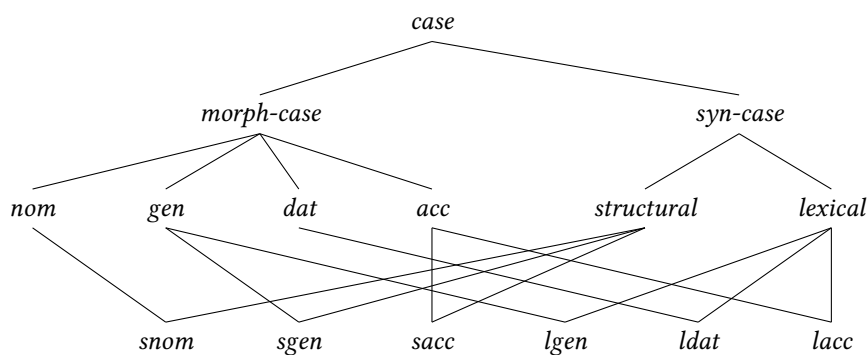 case
morph-case syn-case
nom gen dat acc structural lexical
snom sgen sacc lgen ldat lacc